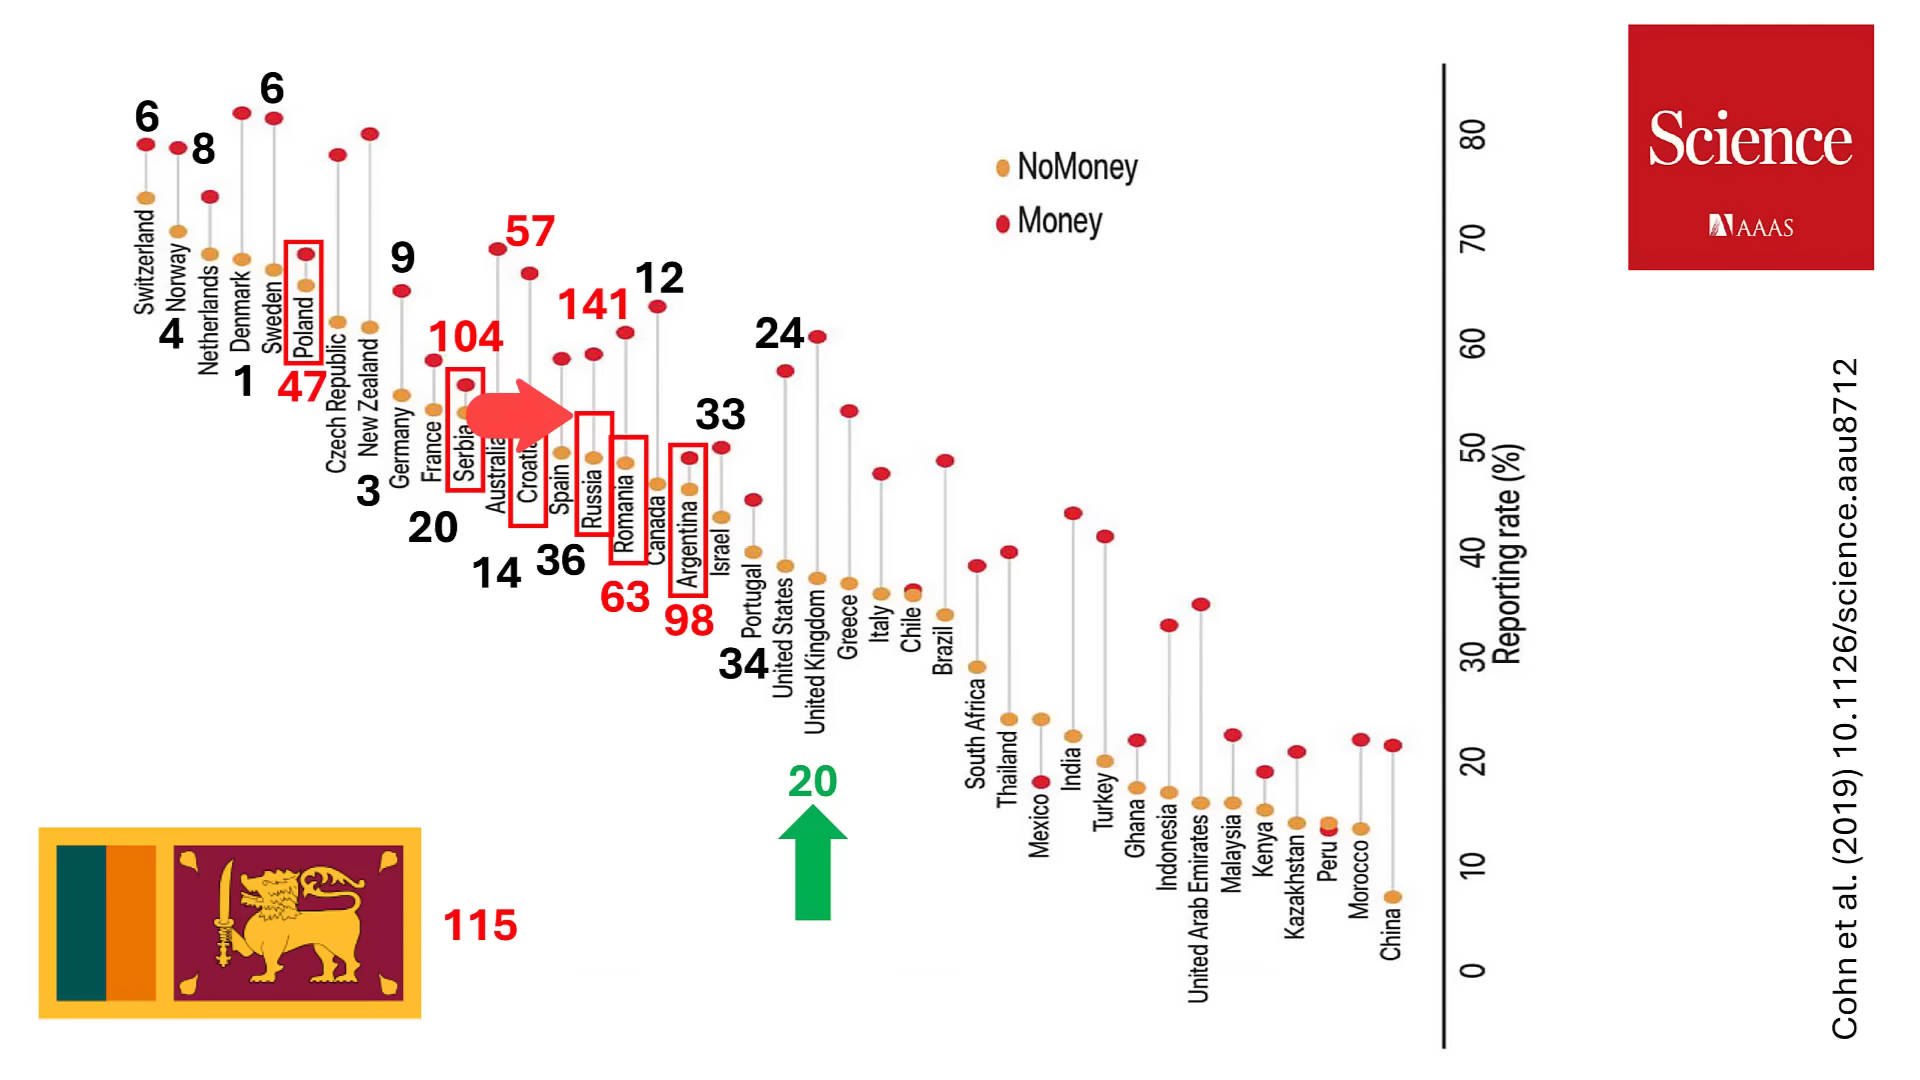 6
6
8
Switzerland
4
Norway
Netherlands
Denmark
1
Sweden
Poland
47
Czech Republic
New Zealand
3
9
Germany
France
20
104
Serbia
Australia
14
57
Croatia
Spain
36
141
Russia
Romania
63
12
Canada
Argentina
98
33
Israel
Portugal
34
24
United States
United Kingdom
20
Greece
Italy
Chile
Brazil
South Africa
Thailand
Mexico
India
Turkey
Ghana
Indonesia
United Arab Emirates
Malaysia
Kenya
Kazakhstan
Peru
Morocco
China
NoMoney
Money
80
70
60
50
40
30
20
10
0
Reporting rate (%)
Science
AAAS
Cohn et al. (2019) 10.1126/science.aau8712
115